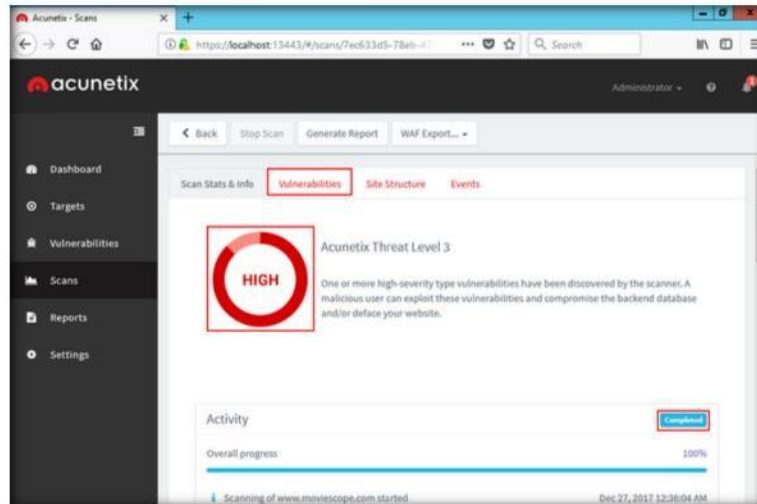 Acunetix - Scans
https://localhost:13443/#/scans/7ec633d5-78eb-4
Search
acunetix
Administrator
1
Back
Stop Scan
Generate Report
WAF Export...
Dashboard
Targets
Vulnerabilities
Scans
Reports
Settings
Scan Stats & Info
Vulnerabilities
Site Structure
Events
HIGH
Acunetix Threat Level 3
One or more high-severity type vulnerabilities have been discovered by the scanner. A
malicious user can exploit these vulnerabilities and compromise the backend database
and/or deface your website.
Activity
Completed
Overall progress
100%
Scanning of www.moviescope.com started
Dec 27, 2017 12:36:04 AM